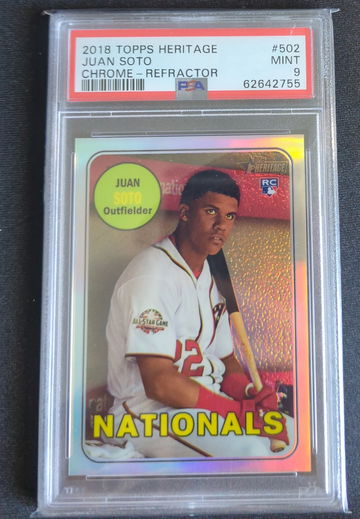 2018 TOPPS HERITAGE #502
JUAN SOTO MINT
CHROME - REFRACTOR 9
PSA 62642755
HERITAGE
RC
JUAN
SOTO
Outfielder
ALL-STAR GAME
22
NATIONALS